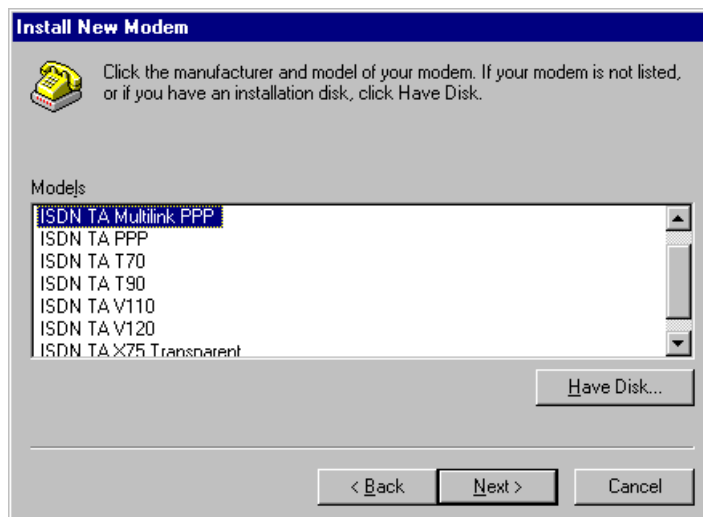 Install New Modem
Click the manufacturer and model of your modem. If your modem is not listed,
or if you have an installation disk, click Have Disk.
Models
ISDN TA Multilink PPP
ISDN TA PPP
ISDN TA T70
ISDN TA T90
ISDN TA V110
ISDN TA V120
ISDN TA X75 Transparent
Have Disk...
< Back
Next >
Cancel